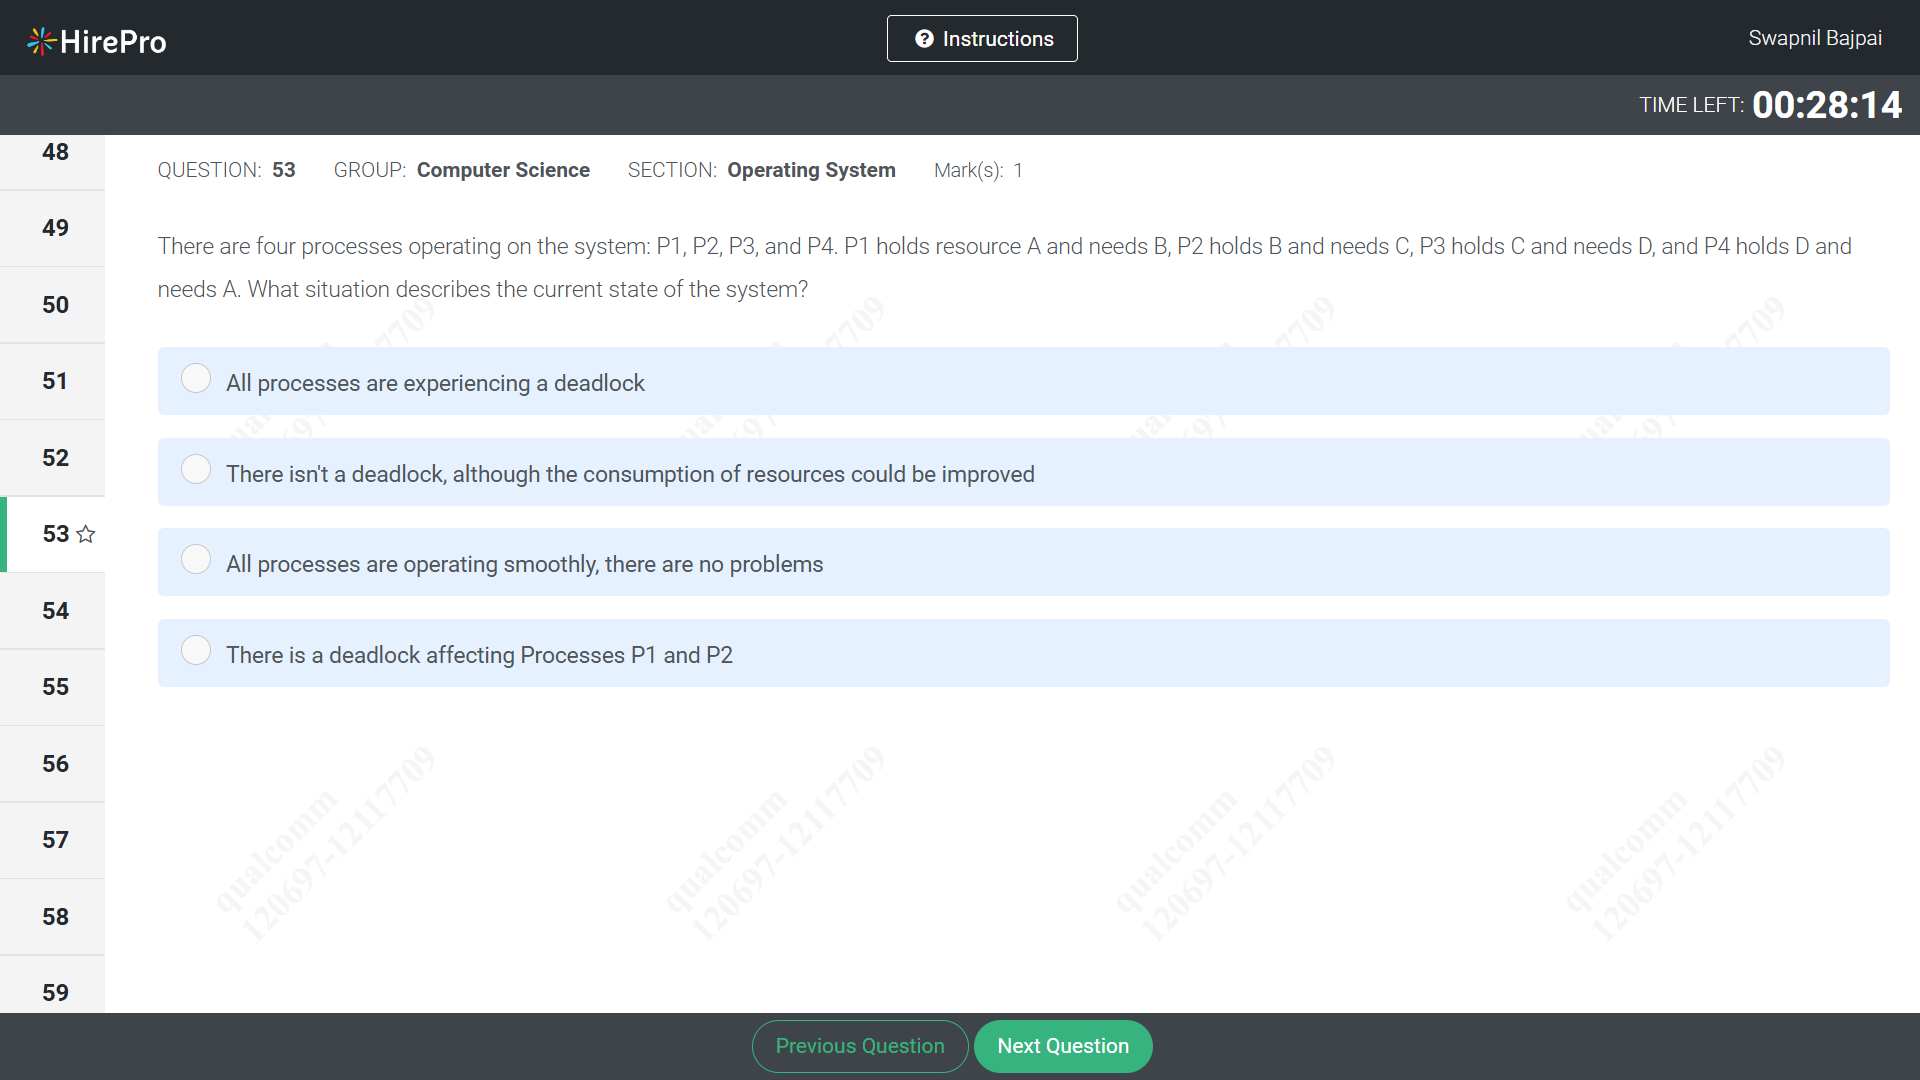 HirePro
Instructions
Swapnil Bajpai
TIME LEFT: 00:28:14
48
49
50
51
52
53
54
55
56
57
58
59
QUESTION: 53 GROUP: Computer Science SECTION: Operating System Mark(s): 1
There are four processes operating on the system: P1, P2, P3, and P4. P1 holds resource A and needs B, P2 holds B and needs C, P3 holds C and needs D, and P4 holds D and
needs A. What situation describes the current state of the system?
All processes are experiencing a deadlock
There isn't a deadlock, although the consumption of resources could be improved
All processes are operating smoothly, there are no problems
There is a deadlock affecting Processes P1 and P2
qualcomm
120697-12117709
qualcomm
120697-12117709
qualcomm
120697-12117709
qualcomm
120697-12117709
Previous Question
Next Question